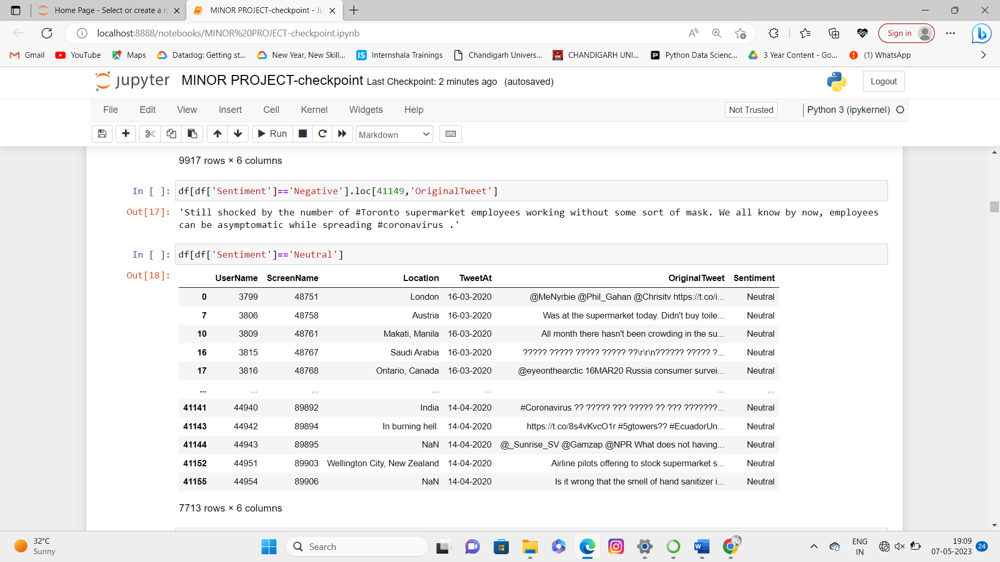 Home Page - Select or create a n
MINOR PROJECT-checkpoint - Ju
localhost:8888/notebooks/MINOR%20PROJECT-checkpoint.ipynb
Sign in
Gmail YouTube Maps Datadog: Getting st... New Year, New Skill... IS Internshala Trainings Chandigarh Univers... CHANDIGARH UNI... Python Data Scienc... 3 Year Content - Go... (1) WhatsApp
jupyter MINOR PROJECT-checkpoint Last Checkpoint: 2 minutes ago (autosaved)
Logout
File Edit View Insert Cell Kernel Widgets Help
Not Trusted
Python 3 (ipykernel)
Run
Markdown
9917 rows × 6 columns
In [ ]: df[df['Sentiment']=='Negative'].loc[41149,'OriginalTweet']
Out[17]: 'Still shocked by the number of #Toronto supermarket employees working without some sort of mask. We all know by now, employees
can be asymptomatic while spreading #coronavirus .'
In [ ]: df[df['Sentiment']=='Neutral']
Out[18]:
UserName ScreenName Location TweetAt OriginalTweet Sentiment
0 3799 48751 London 16-03-2020 @MeNyrbie @Phil_Gahan @Chrisitv https://t.co/i... Neutral
7 3806 48758 Austria 16-03-2020 Was at the supermarket today. Didn't buy toile... Neutral
10 3809 48761 Makati, Manila 16-03-2020 All month there hasn't been crowding in the su... Neutral
16 3815 48767 Saudi Arabia 16-03-2020 ????? ????? ????? ????? ??\r\r\n?????? ????? ?... Neutral
17 3816 48768 Ontario, Canada 16-03-2020 @eyeonthearctic 16MAR20 Russia consumer survei... Neutral
... ... ... ... ... ... ...
41141 44940 89892 India 14-04-2020 #Coronavirus ?? ????? ??? ????? ?? ??? ???????... Neutral
41143 44942 89894 In burning hell. 14-04-2020 https://t.co/8s4vKvcO1r #5gtowers?? #EcuadorUn... Neutral
41144 44943 89895 NaN 14-04-2020 @_Sunrise_SV @Gamzap @NPR What does not having... Neutral
41152 44951 89903 Wellington City, New Zealand 14-04-2020 Airline pilots offering to stock supermarket s... Neutral
41155 44954 89906 NaN 14-04-2020 Is it wrong that the smell of hand sanitizer i... Neutral
7713 rows × 6 columns
32°C
Sunny
Search
ENG
IN
19:09
07-05-2023
24